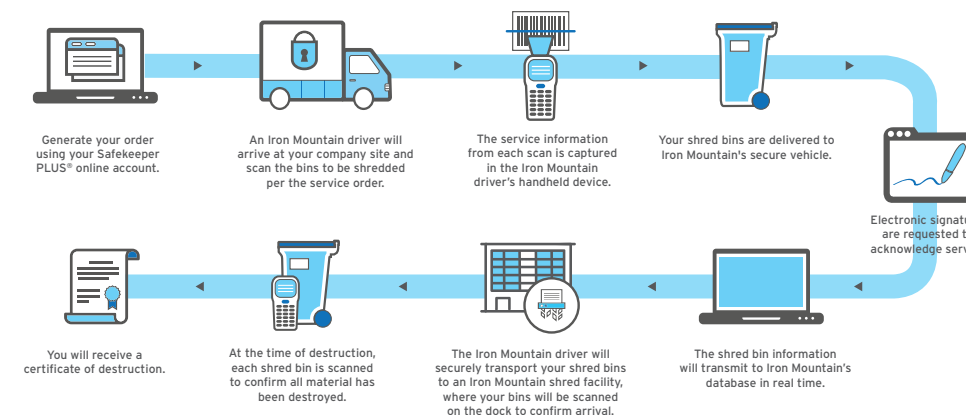 Generate your order
using your Safekeeper
PLUS® online account.
An Iron Mountain driver will
arrive at your company site and
scan the bins to be shredded
per the service order.
The service information
from each scan is captured
in the Iron Mountain
driver's handheld device.
Your shred bins are delivered to
Iron Mountain's secure vehicle.
Electronic
are requested
acknowledge
The shred bin information
will transmit to Iron Mountain's
database in real time.
The Iron Mountain driver will
securely transport your shred bins
to an Iron Mountain shred facility,
where your bins will be scanned
on the dock to confirm arrival.
At the time of destruction,
each shred bin is scanned
to confirm all material has
been destroyed.
You will receive a
certificate of destruction.